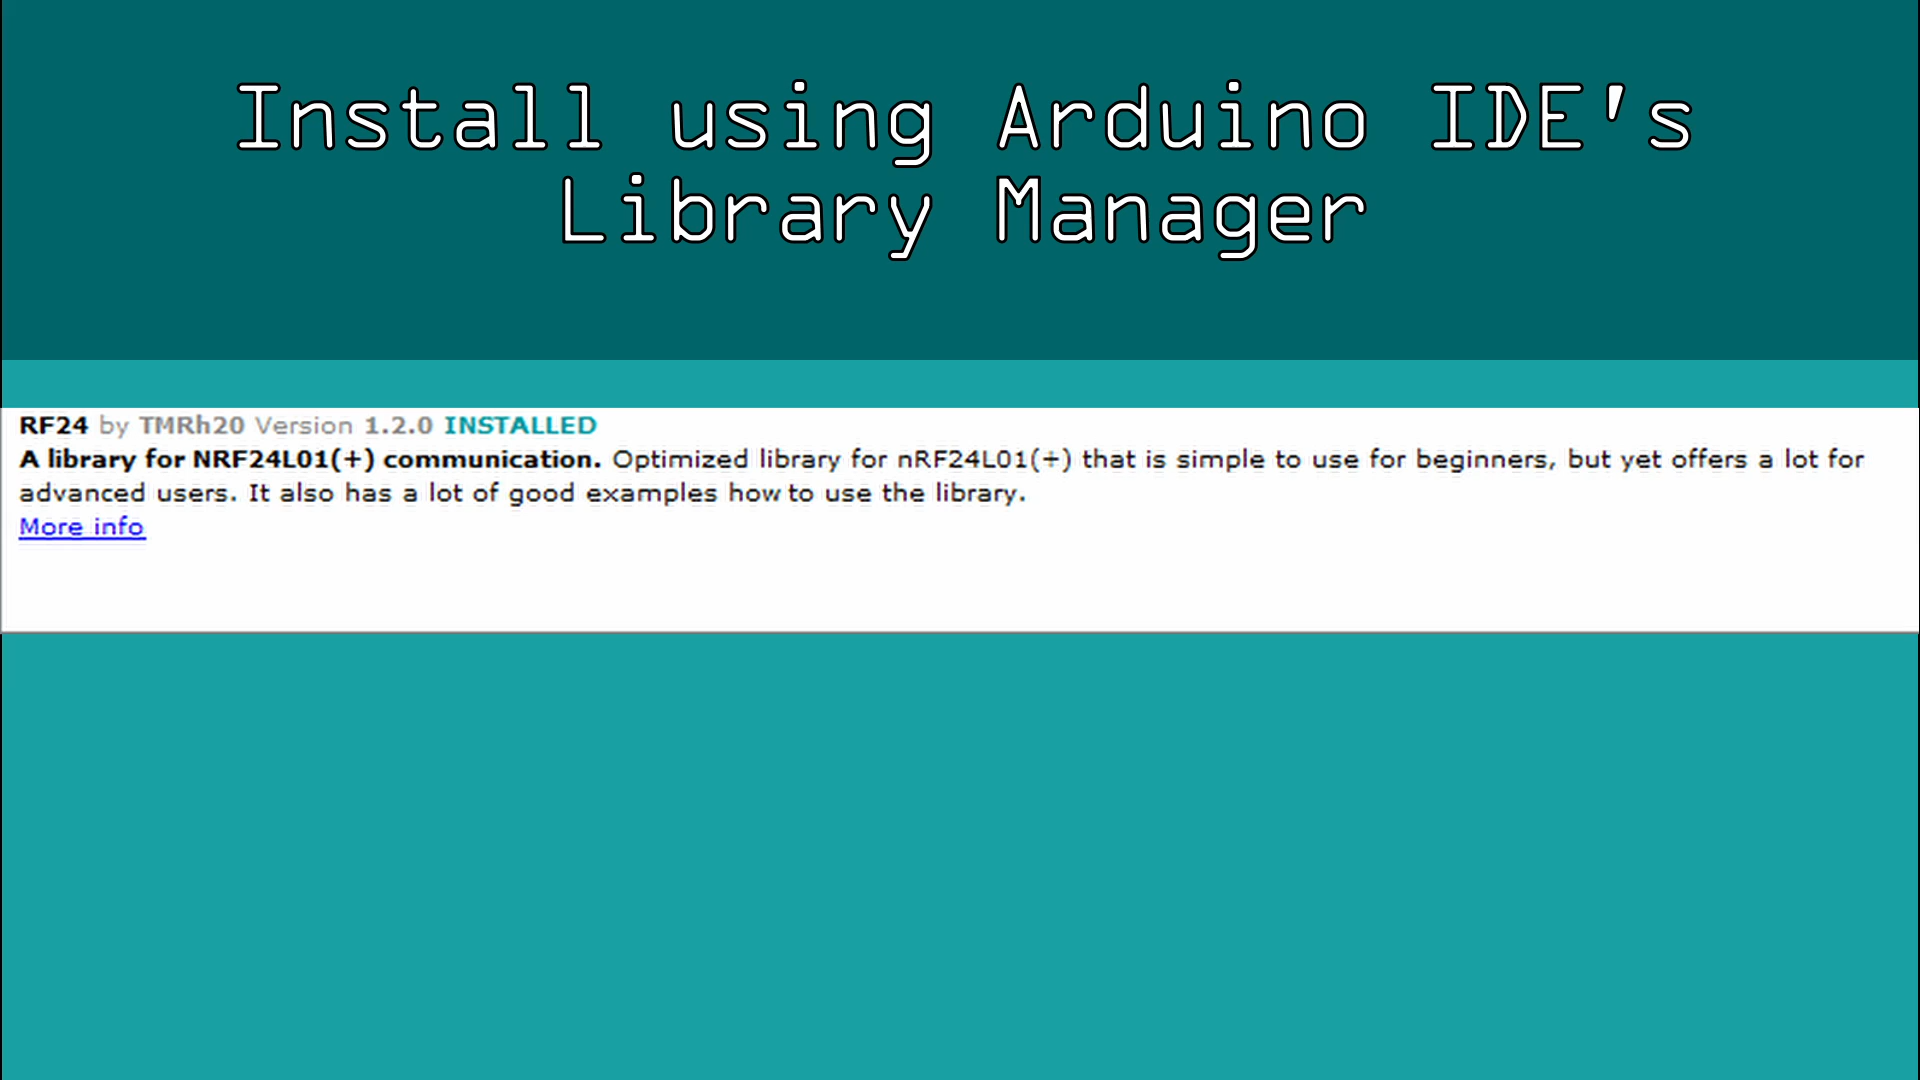 Install using Arduino IDE's
Library Manager
RF24 by TMRh20 Version 1.2.0 INSTALLED
A library for NRF24L01(+) communication. Optimized library for nRF24L01(+) that is simple to use for beginners, but yet offers a lot for
advanced users. It also has a lot of good examples how to use the library.
More info